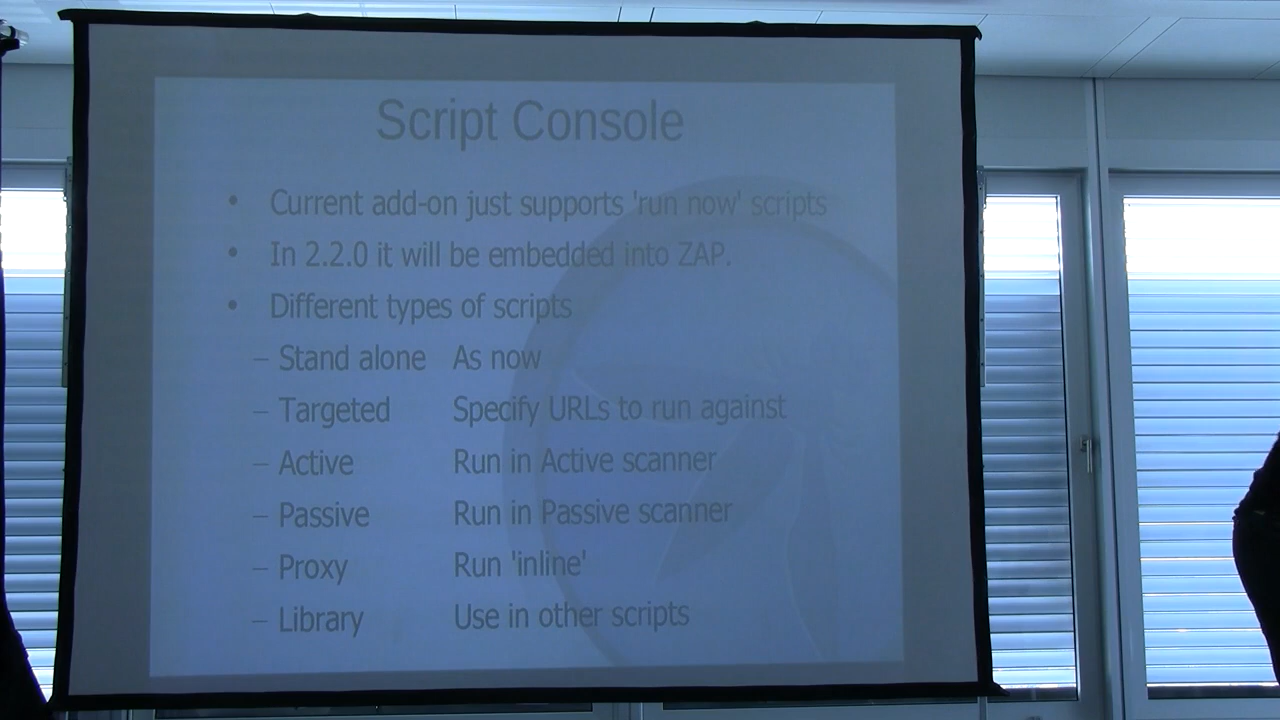 Script Console
• Current add-on just supports 'run now' scripts
• In 2.2.0 it will be embedded into ZAP.
• Different types of scripts
– Stand alone As now
– Targeted Specify URLs to run against
– Active Run in Active scanner
– Passive Run in Passive scanner
– Proxy Run 'inline'
– Library Use in other scripts